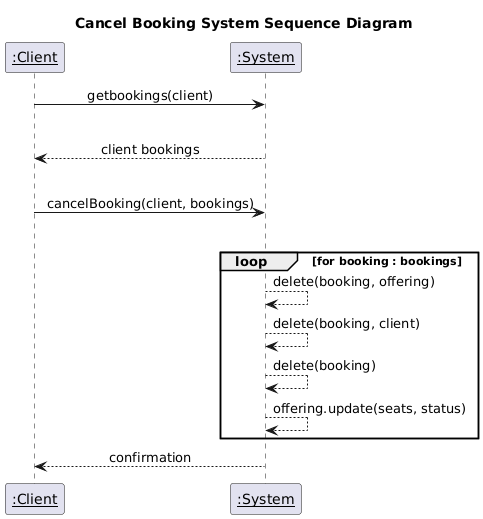 Cancel Booking System Sequence Diagram
:Client
:System
getbookings(client)
client bookings
cancelBooking(client, bookings)
loop [for booking : bookings]
delete(booking, offering)
delete(booking, client)
delete(booking)
offering.update(seats, status)
confirmation
:Client
:System